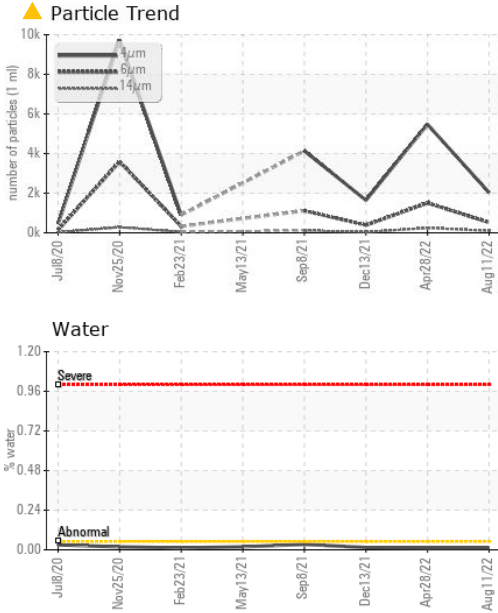 Particle Trend
number of particles (1 ml)
10k
8k
6k
4k
2k
0k
4µm
6µm
14µm
Jul8/20
Nov25/20
Feb23/21
May13/21
Sep8/21
Dec13/21
Apr28/22
Aug11/22
Water
% water
1.20
0.96
0.72
0.48
0.24
0.00
Severe
Abnormal
Jul8/20
Nov25/20
Feb23/21
May13/21
Sep8/21
Dec13/21
Apr28/22
Aug11/22